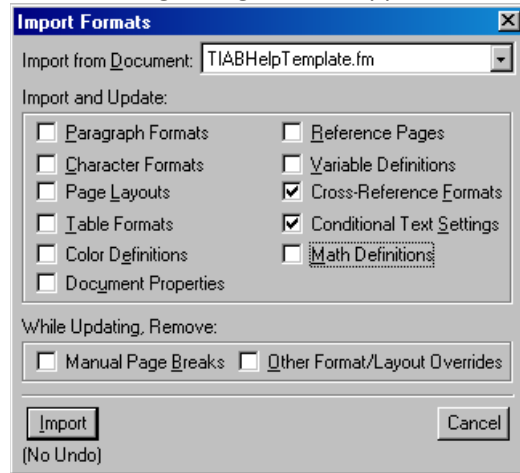 Import Formats
Import from Document: TIABHelpTemplate.fm
Import and Update:
Paragraph Formats Reference Pages
Character Formats Variable Definitions
Page Layouts Cross-Reference Formats
Table Formats Conditional Text Settings
Color Definitions Math Definitions
Document Properties
While Updating, Remove:
Manual Page Breaks Other Format/Layout Overrides
Import Cancel
(No Undo)